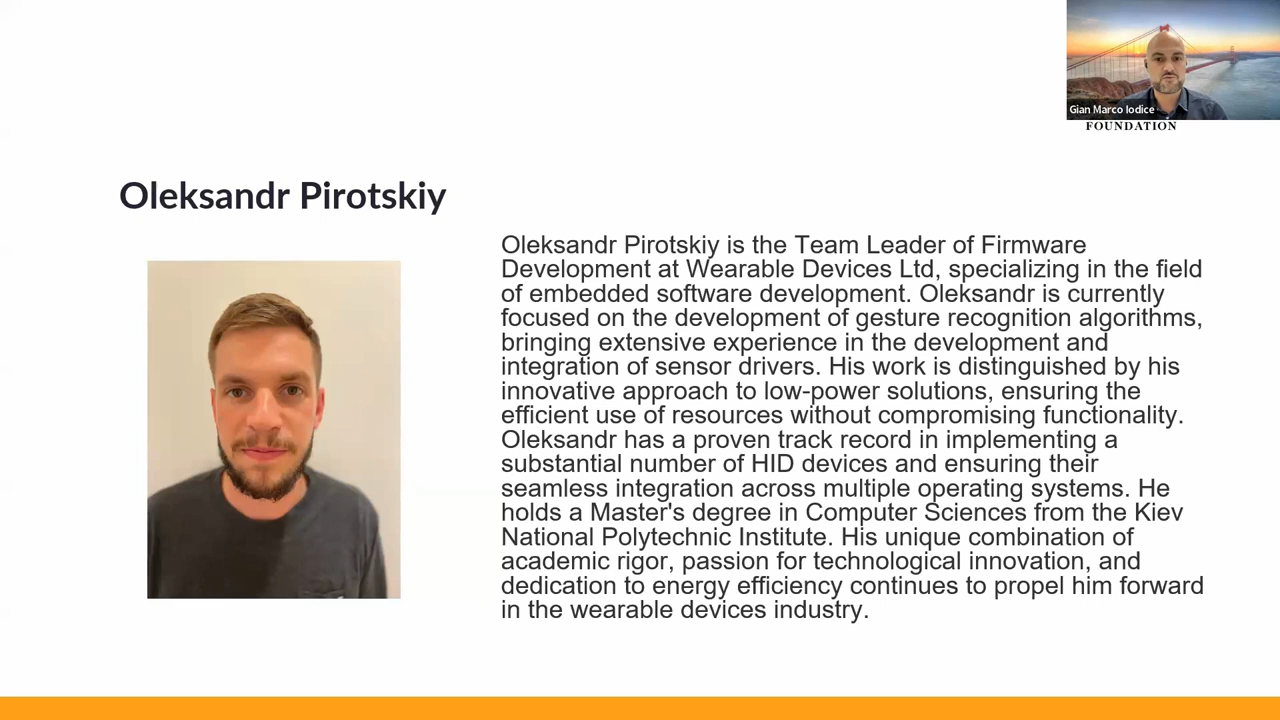 Gian Marco Iodice
FOUNDATION
Oleksandr Pirotskiy
Oleksandr Pirotskiy is the Team Leader of Firmware
Development at Wearable Devices Ltd, specializing in the field
of embedded software development. Oleksandr is currently
focused on the development of gesture recognition algorithms,
bringing extensive experience in the development and
integration of sensor drivers. His work is distinguished by his
innovative approach to low-power solutions, ensuring the
efficient use of resources without compromising functionality.
Oleksandr has a proven track record in implementing a
substantial number of HID devices and ensuring their
seamless integration across multiple operating systems. He
holds a Master's degree in Computer Sciences from the Kiev
National Polytechnic Institute. His unique combination of
academic rigor, passion for technological innovation, and
dedication to energy efficiency continues to propel him forward
in the wearable devices industry.